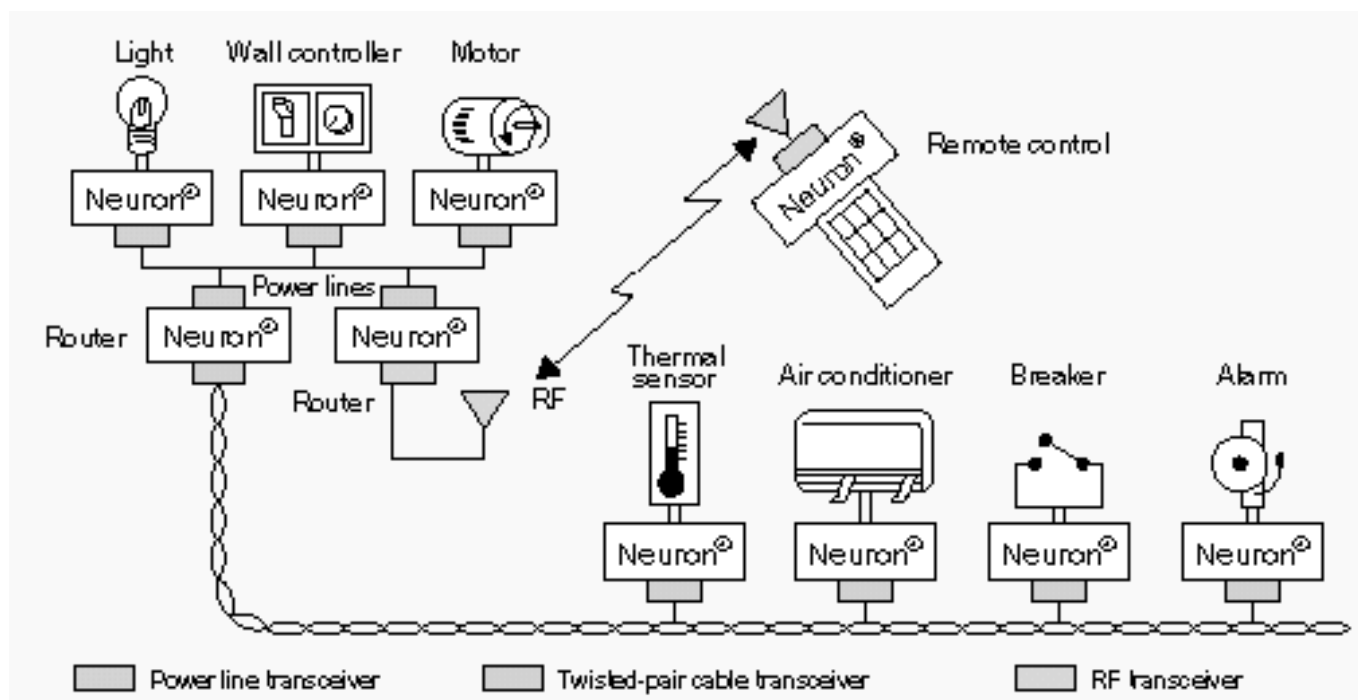 Light Wall controller Motor
Neuron® Neuron® Neuron®
Remote control
Neuron®
Power lines
Router Neuron® Neuron®
Router
RF
Thermal
sensor
Air conditioner Breaker Alarm
Neuron® Neuron® Neuron® Neuron®
Power line transceiver Twisted-pair cable transceiver RF transceiver